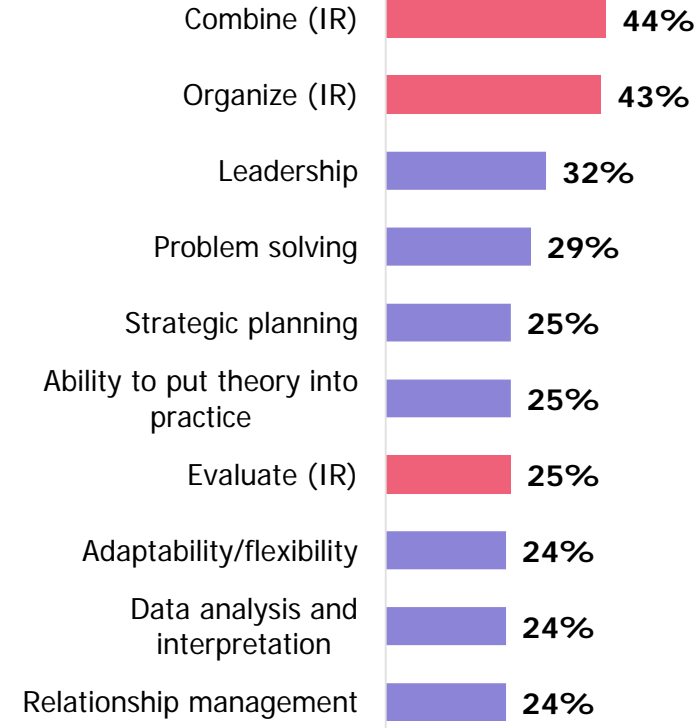 Combine (IR) 44%
Organize (IR) 43%
Leadership 32%
Problem solving 29%
Strategic planning 25%
Ability to put theory into
practice 25%
Evaluate (IR) 25%
Adaptability/flexibility 24%
Data analysis and
interpretation 24%
Relationship management 24%